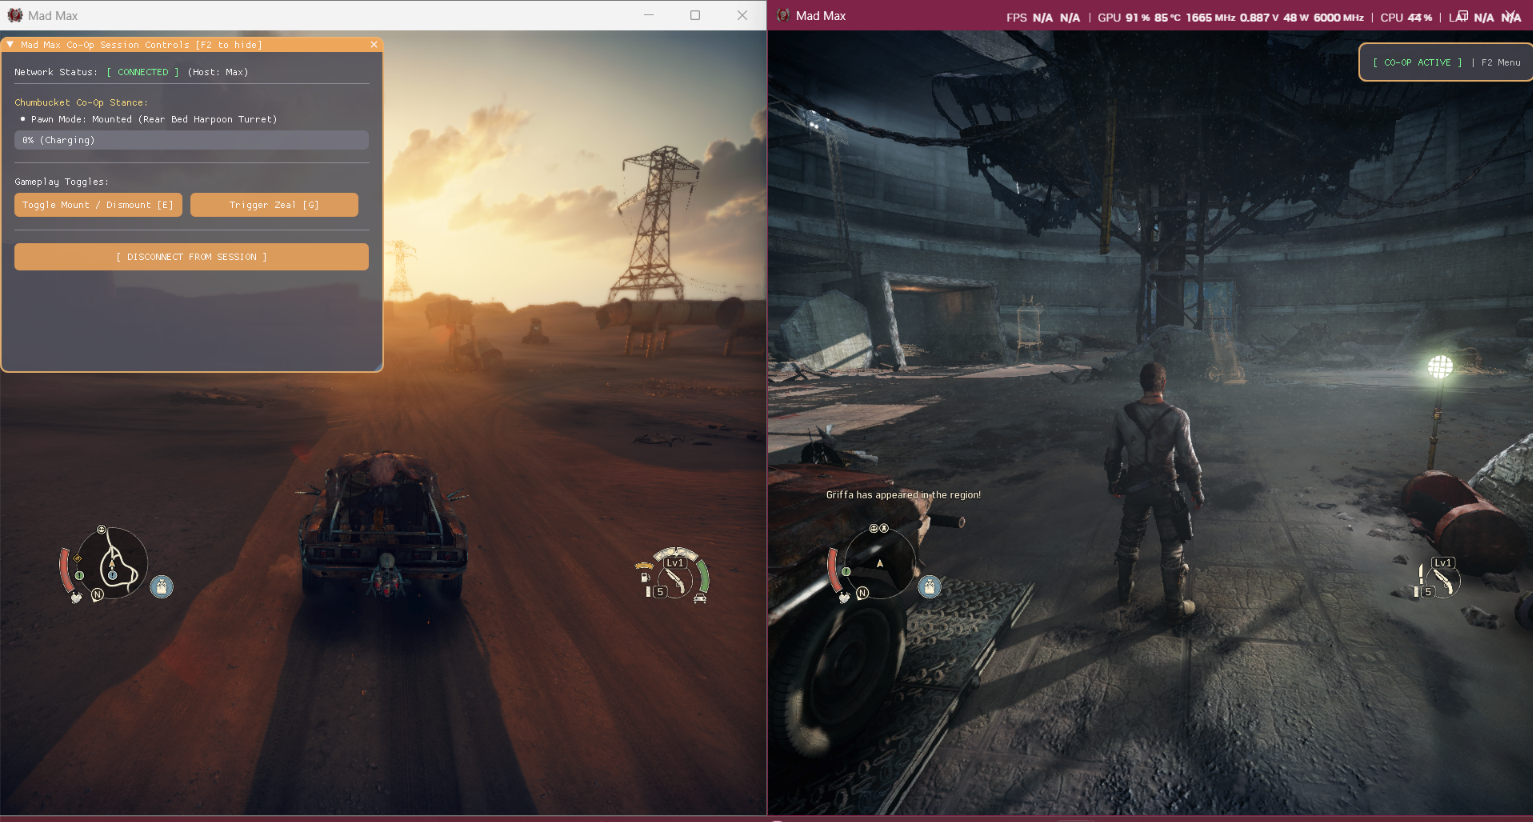 Mad Max
Mad Max Co-Op Session Controls [F2 to hide]
Network Status: [ CONNECTED ] (Host: Max)
Chumbucket Co-Op Stance:
Pawn Mode: Mounted (Rear Bed Harpoon Turret)
0% (Charging)
Gameplay Toggles:
Toggle Mount / Dismount [E]
Trigger Zeal [G]
[ DISCONNECT FROM SESSION ]
N
Lv1
5
Mad Max
FPS N/A N/A | GPU 91 % 85 °C 1665 MHz 0.887 V 48 W 6000 MHz | CPU 44 % | LAT N/A N/A
[ CO-OP ACTIVE ] | F2 Menu
Griffa has appeared in the region!
N
Lv1
5